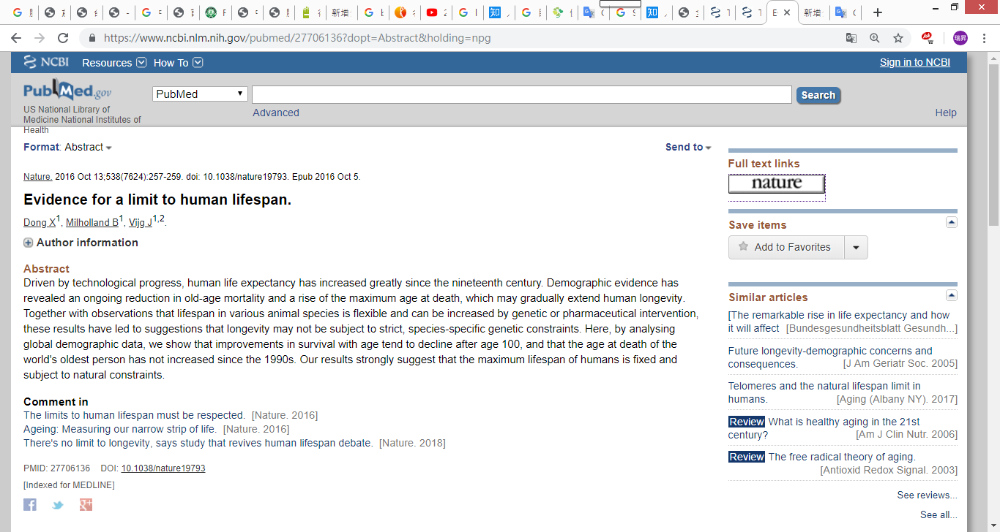 https://www.ncbi.nlm.nih.gov/pubmed/27706136?dopt=Abstract&holding=npg
瑞昇
NCBI Resources How To Sign in to NCBI
PubMed.gov
US National Library of
Medicine National Institutes of
Health
PubMed
Search
Advanced
Help
Format: Abstract
Send to
Nature. 2016 Oct 13;538(7624):257-259. doi: 10.1038/nature19793. Epub 2016 Oct 5.
Evidence for a limit to human lifespan.
Dong X1, Milholland B1, Vijg J1,2.
Author information
Abstract
Driven by technological progress, human life expectancy has increased greatly since the nineteenth century. Demographic evidence has
revealed an ongoing reduction in old-age mortality and a rise of the maximum age at death, which may gradually extend human longevity.
Together with observations that lifespan in various animal species is flexible and can be increased by genetic or pharmaceutical intervention,
these results have led to suggestions that longevity may not be subject to strict, species-specific genetic constraints. Here, by analysing
global demographic data, we show that improvements in survival with age tend to decline after age 100, and that the age at death of the
world's oldest person has not increased since the 1990s. Our results strongly suggest that the maximum lifespan of humans is fixed and
subject to natural constraints.
Comment in
The limits to human lifespan must be respected. [Nature. 2016]
Ageing: Measuring our narrow strip of life. [Nature. 2016]
There's no limit to longevity, says study that revives human lifespan debate. [Nature. 2018]
PMID: 27706136 DOI: 10.1038/nature19793
[Indexed for MEDLINE]
Full text links
nature
Save items
Add to Favorites
Similar articles
[The remarkable rise in life expectancy and how
it will affect [Bundesgesundheitsblatt Gesundh...]
Future longevity-demographic concerns and
consequences. [J Am Geriatr Soc. 2005]
Telomeres and the natural lifespan limit in
humans. [Aging (Albany NY). 2017]
Review What is healthy aging in the 21st
century? [Am J Clin Nutr. 2006]
Review The free radical theory of aging.
[Antioxid Redox Signal. 2003]
See reviews...
See all...